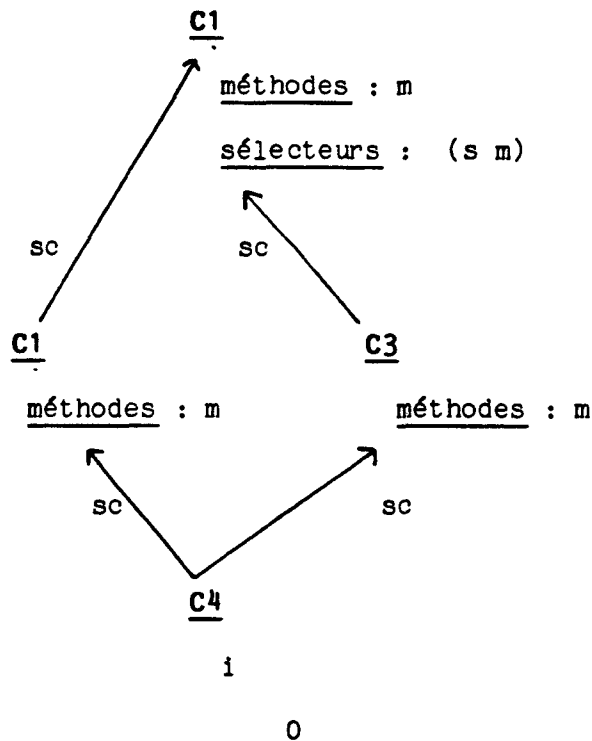 C1
méthodes : m
sélecteurs : (s m)
sc sc
C1 C3
méthodes : m méthodes : m
sc sc
C4
i
O